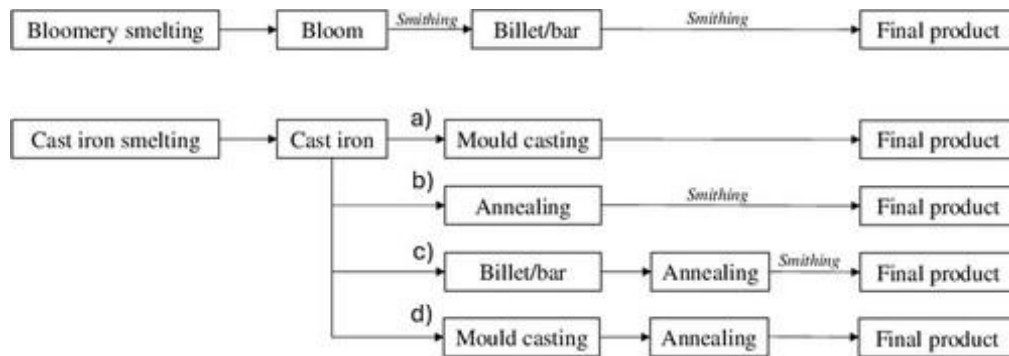 Bloomery smelting Bloom Smithing Billet/bar Smithing Final product
Cast iron smelting Cast iron a) Mould casting Final product
b) Annealing Smithing Final product
c) Billet/bar Annealing Smithing Final product
d) Mould casting Annealing Final product